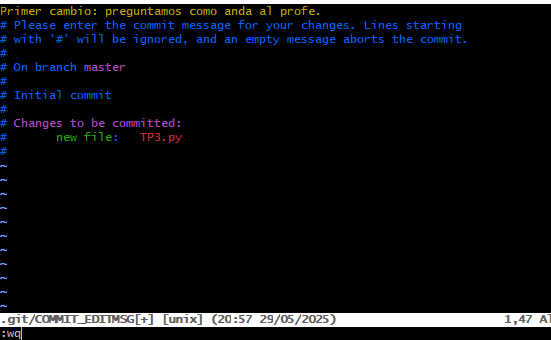 Primer cambio: preguntamos como anda al profe.
# Please enter the commit message for your changes. Lines starting
# with '#' will be ignored, and an empty message aborts the commit.
#
# On branch master
#
# Initial commit
#
# Changes to be committed:
#       new file:   TP3.py
#
~
~
~
~
~
~
~
~
~
~
~
.git/COMMIT_EDITMSG[+] [unix] (20:57 29/05/2025) 1,47 Al
:wq